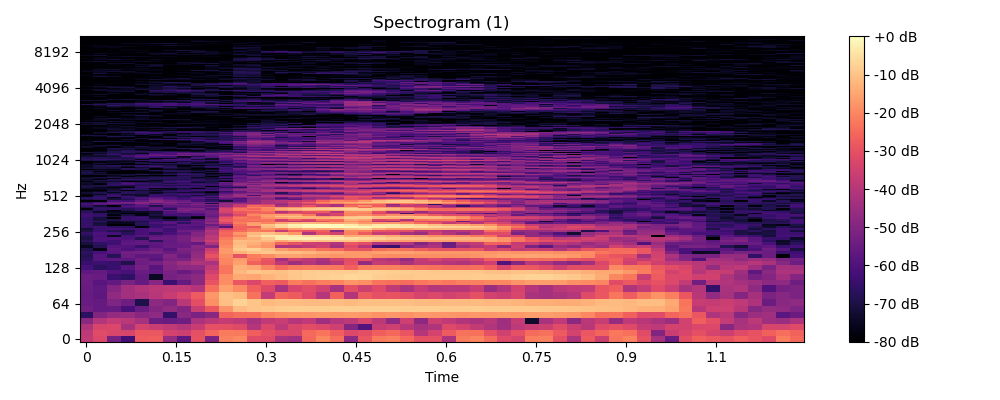 Spectrogram (1)
8192
4096
2048
1024
512
256
128
64
0
Hz
0 0.15 0.3 0.45 0.6 0.75 0.9 1.1
Time
+0 dB
-10 dB
-20 dB
-30 dB
-40 dB
-50 dB
-60 dB
-70 dB
-80 dB